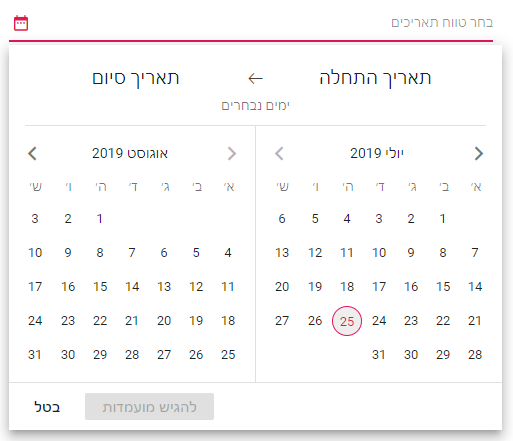 בחר טווח תאריכים
תאריך התחלה ← תאריך סיום
ימים נבחרים
יולי 2019
א׳ ב׳ ג׳ ד׳ ה׳ ו׳ ש׳
1 2 3 4 5 6
7 8 9 10 11 12 13
14 15 16 17 18 19 20
21 22 23 24 25 26 27
28 29 30 31
אוגוסט 2019
א׳ ב׳ ג׳ ד׳ ה׳ ו׳ ש׳
1 2 3
4 5 6 7 8 9 10
11 12 13 14 15 16 17
18 19 20 21 22 23 24
25 26 27 28 29 30 31
להגיש מועמדות
בטל